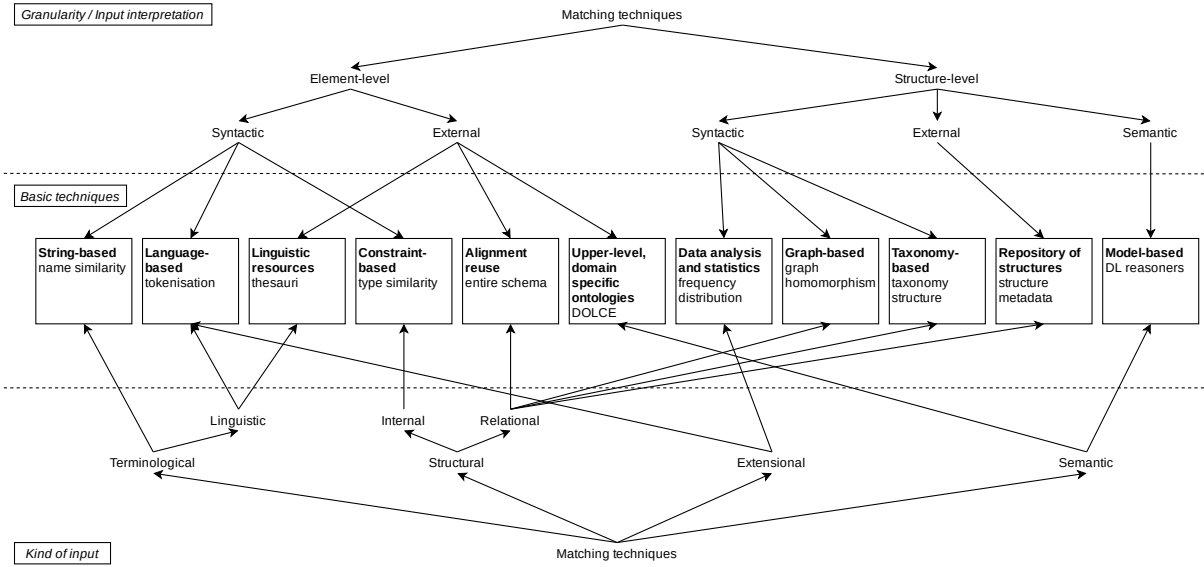 Granularity / Input interpretation
Matching techniques
Element-level
Structure-level
Syntactic
External
Syntactic
External
Semantic
Basic techniques
String-based
name similarity
Language-
based
tokenisation
Linguistic
resources
thesauri
Constraint-
based
type similarity
Alignment
reuse
entire schema
Upper-level,
domain
specific
ontologies
DOLCE
Data analysis
and statistics
frequency
distribution
Graph-based
graph
homomorphism
Taxonomy-
based
taxonomy
structure
Repository of
structures
structure
metadata
Model-based
DL reasoners
Linguistic
Internal
Relational
Terminological
Structural
Extensional
Semantic
Kind of input
Matching techniques